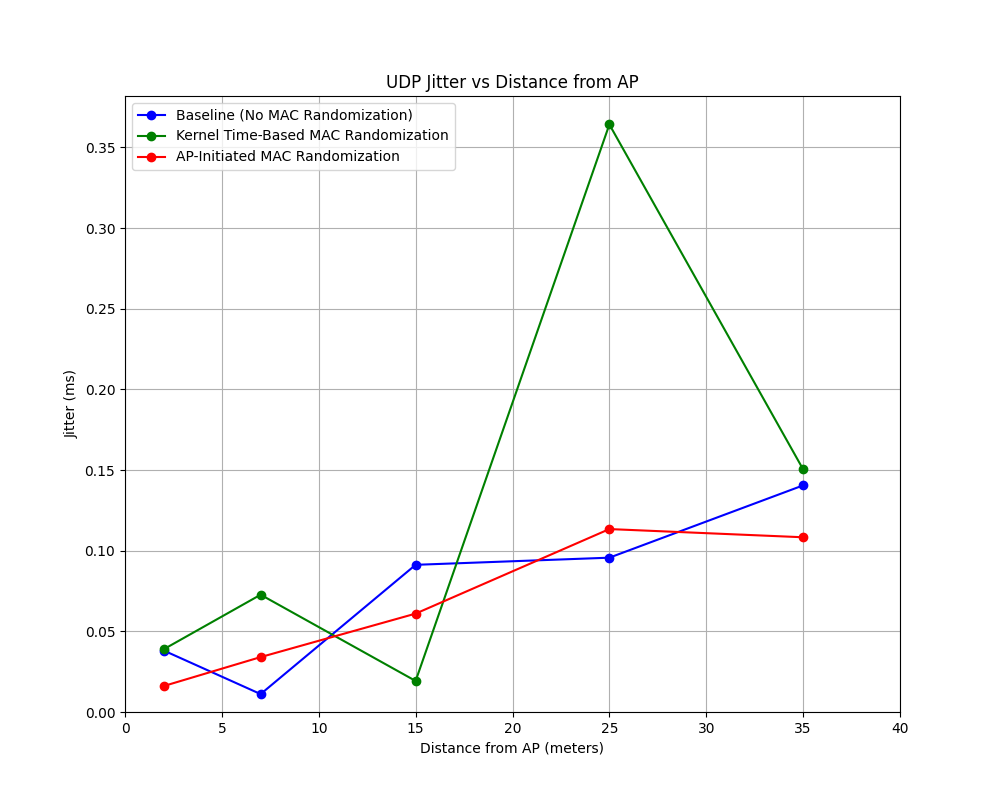 UDP Jitter vs Distance from AP
Baseline (No MAC Randomization)
Kernel Time-Based MAC Randomization
AP-Initiated MAC Randomization
Jitter (ms)
0.35
0.30
0.25
0.20
0.15
0.10
0.05
0.00
0 5 10 15 20 25 30 35 40
Distance from AP (meters)